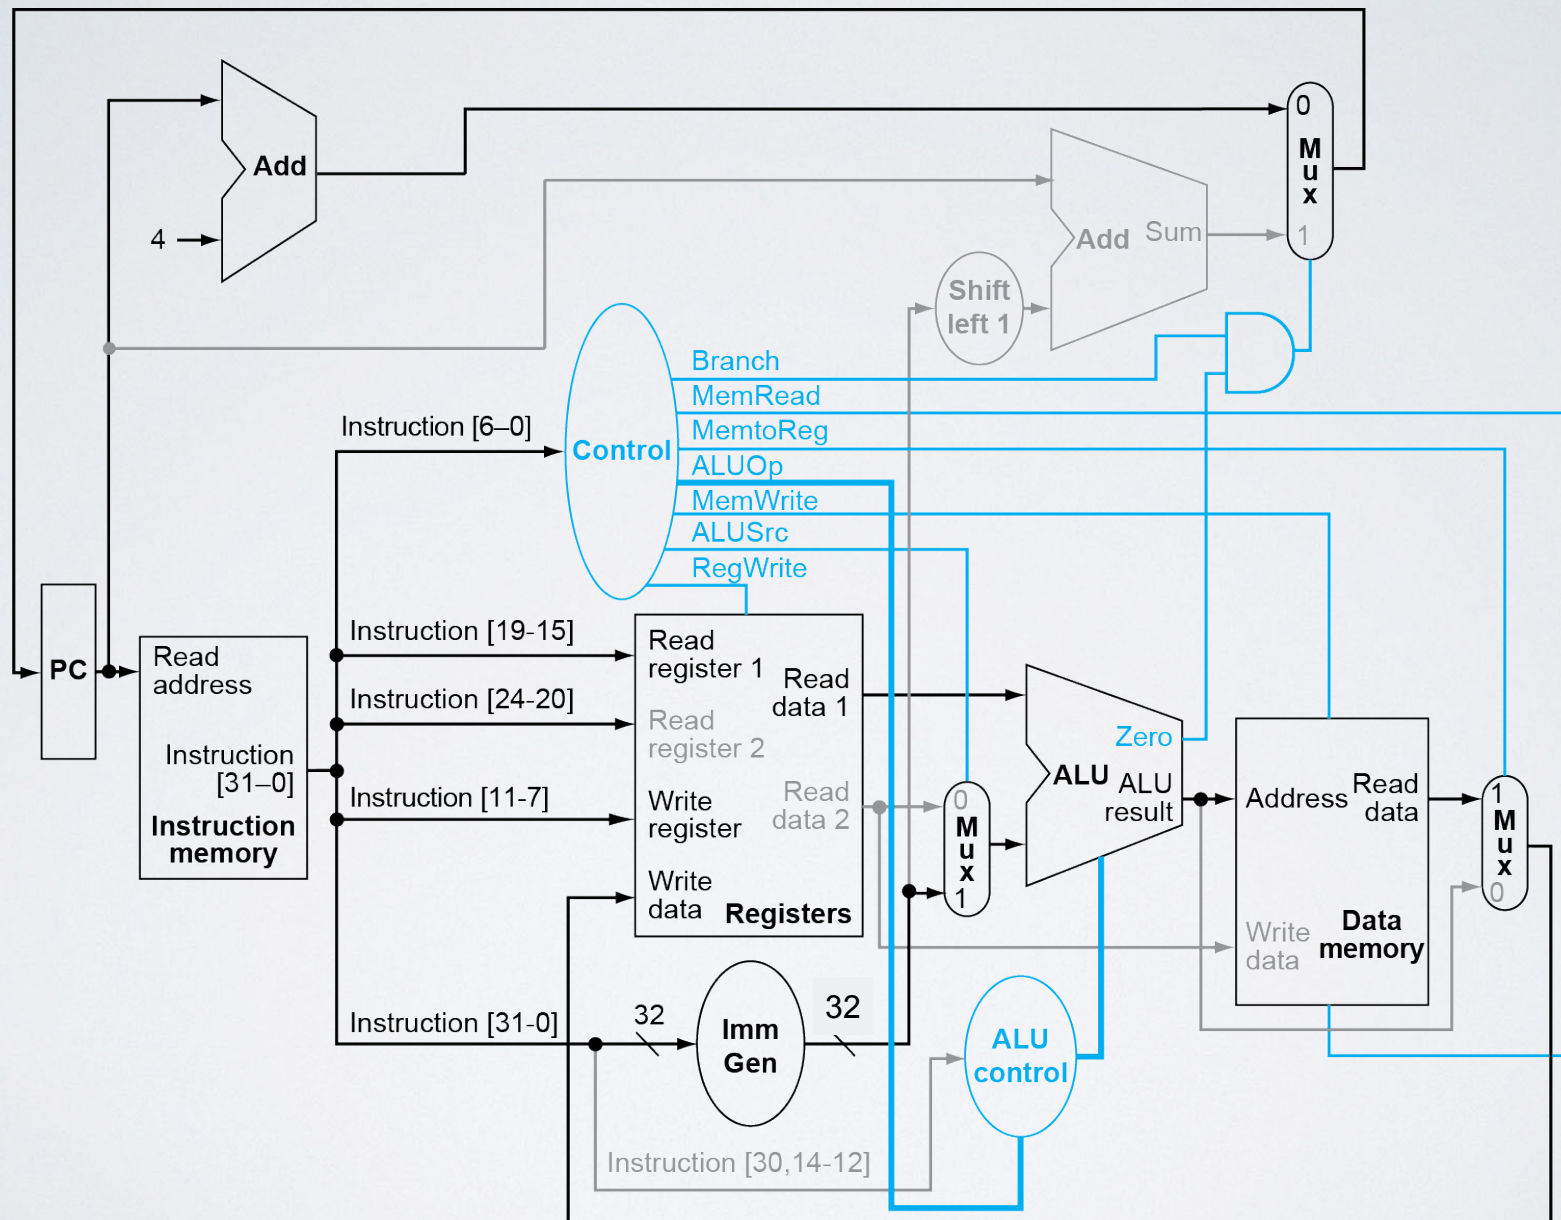 0
M
u
x
1
Add
4
Add
Sum
Shift
left 1
Branch
MemRead
MemtoReg
ALUOp
MemWrite
ALUSrc
RegWrite
Control
Instruction [6–0]
Instruction [19-15]
Instruction [24-20]
Instruction [11-7]
Instruction [31-0]
PC
Read
address
Instruction
[31–0]
Instruction
memory
Read
register 1
Read
register 2
Write
register
Write
data
Read
data 1
Read
data 2
Registers
0
M
u
x
1
Zero
ALU
ALU
result
Address
Read
data
Write
data
Data
memory
1
M
u
x
0
32
Imm
Gen
32
ALU
control
Instruction [30,14-12]